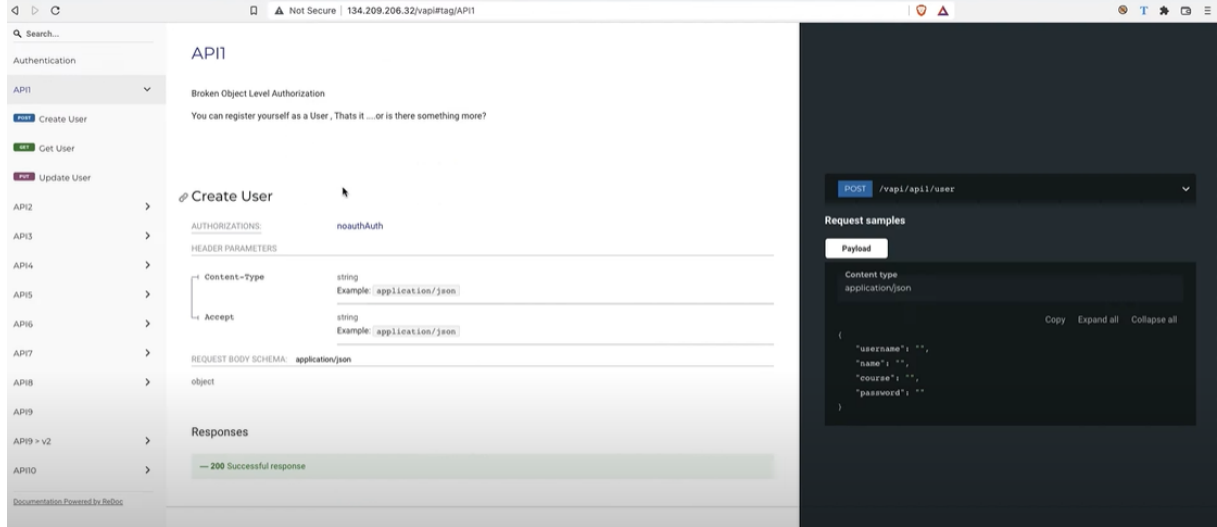 Not Secure | 134.209.206.32/vapi#tag/API1
Search...
Authentication
API1
POST Create User
GET Get User
PUT Update User
API2
API3
API4
API5
API6
API7
API8
API9
API9 > v2
API10
Documentation Powered by ReDoc
API1
Broken Object Level Authorization
You can register yourself as a User , Thats it ....or is there something more?
Create User
AUTHORIZATIONS: noauthAuth
HEADER PARAMETERS
Content-Type string
Example: application/json
Accept string
Example: application/json
REQUEST BODY SCHEMA: application/json
object
Responses
— 200 Successful response
POST /vapi/api1/user
Request samples
Payload
Content type
application/json
Copy Expand all Collapse all
{
"username": "",
"name": "",
"course": "",
"password": ""
}